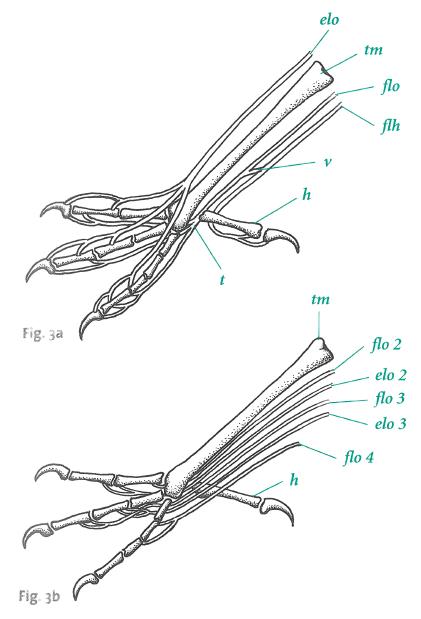 elo
tm
flo
flh
v
h
t
Fig. 3a
tm
flo 2
elo 2
flo 3
elo 3
flo 4
h
Fig. 3b